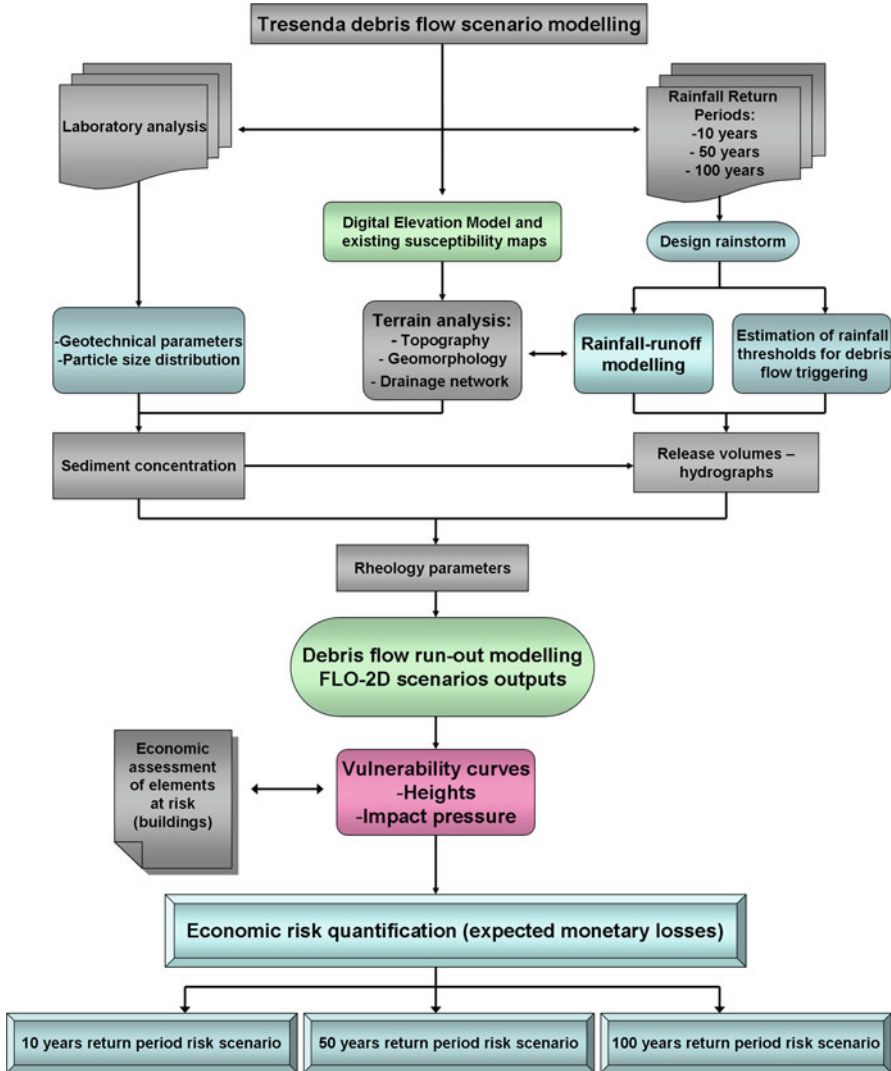 Tresenda debris flow scenario modelling
Laboratory analysis
Rainfall Return
Periods:
-10 years
- 50 years
- 100 years
Digital Elevation Model and
existing susceptibility maps
Design rainstorm
-Geotechnical parameters
-Particle size distribution
Terrain analysis:
- Topography
- Geomorphology
- Drainage network
Rainfall-runoff
modelling
Estimation of rainfall
thresholds for debris
flow triggering
Sediment concentration
Release volumes –
hydrographs
Rheology parameters
Debris flow run-out modelling
FLO-2D scenarios outputs
Economic
assessment
of elements
at risk
(buildings)
Vulnerability curves
-Heights
-Impact pressure
Economic risk quantification (expected monetary losses)
10 years return period risk scenario
50 years return period risk scenario
100 years return period risk scenario